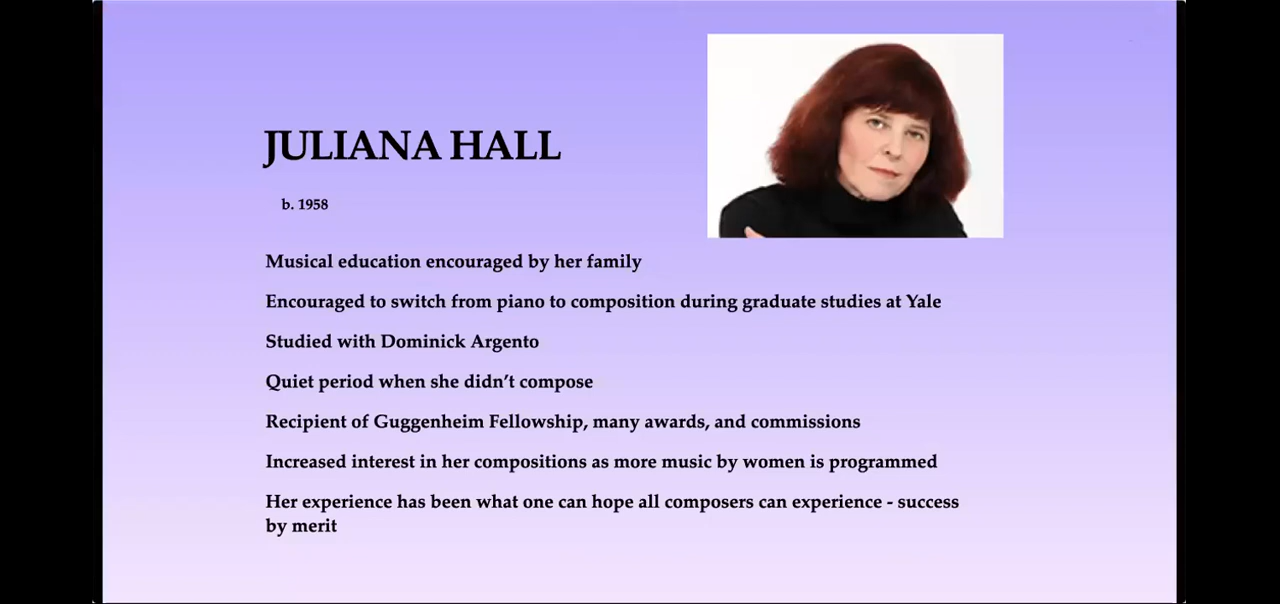 JULIANA HALL
b. 1958
Musical education encouraged by her family
Encouraged to switch from piano to composition during graduate studies at Yale
Studied with Dominick Argento
Quiet period when she didn’t compose
Recipient of Guggenheim Fellowship, many awards, and commissions
Increased interest in her compositions as more music by women is programmed
Her experience has been what one can hope all composers can experience - success
by merit